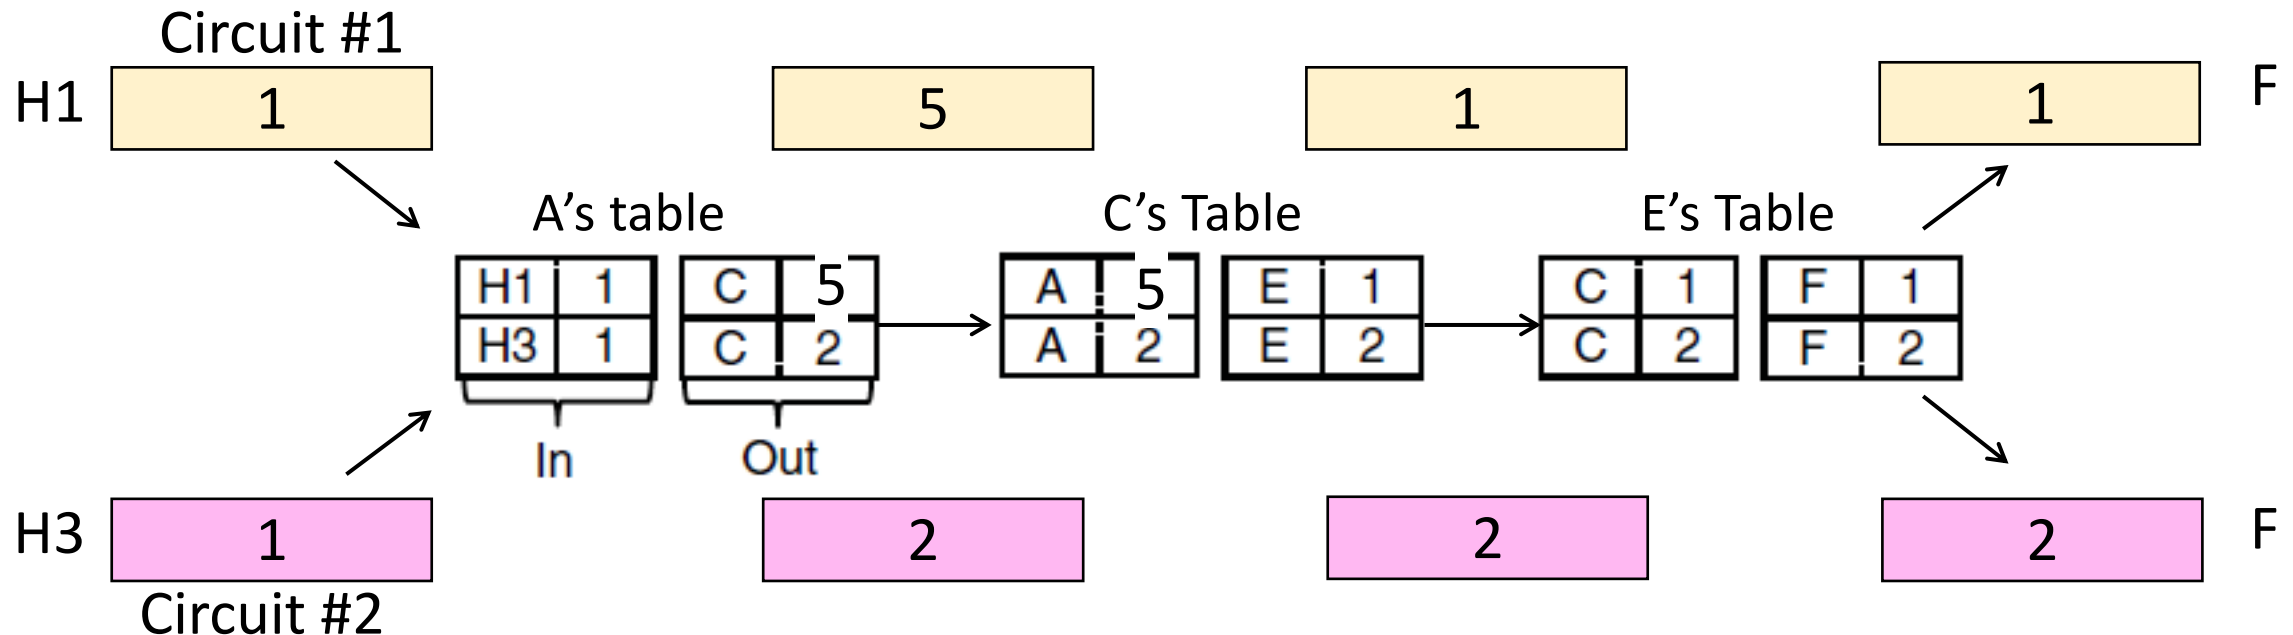 Circuit #1
H1 1 5 1 1 F
A's table C's Table E's Table
H1 1 C 5 A 5 E 1 C 1 F 1
H3 1 C 2 A 2 E 2 C 2 F 2
In Out
H3 1 2 2 2 F
Circuit #2